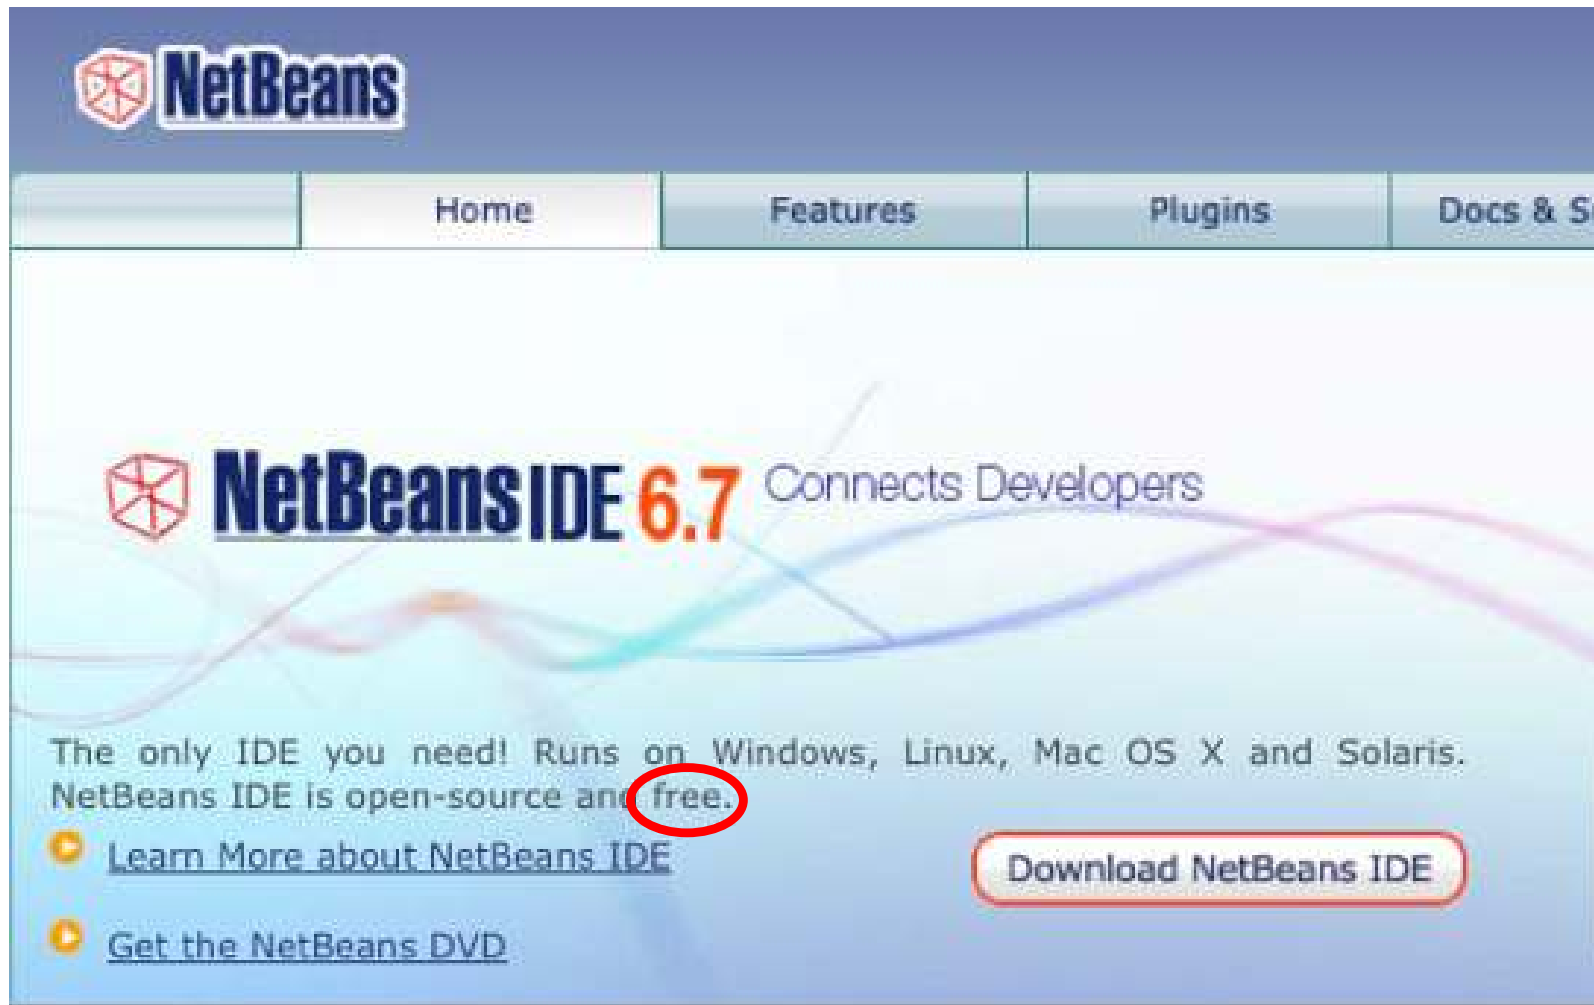 NetBeans
Home Features Plugins Docs &
NetBeans IDE 6.7 Connects Developers
The only IDE you need! Runs on Windows, Linux, Mac OS X and Solaris.
NetBeans IDE is open-source and free.
Learn More about NetBeans IDE
Download NetBeans IDE
Get the NetBeans DVD